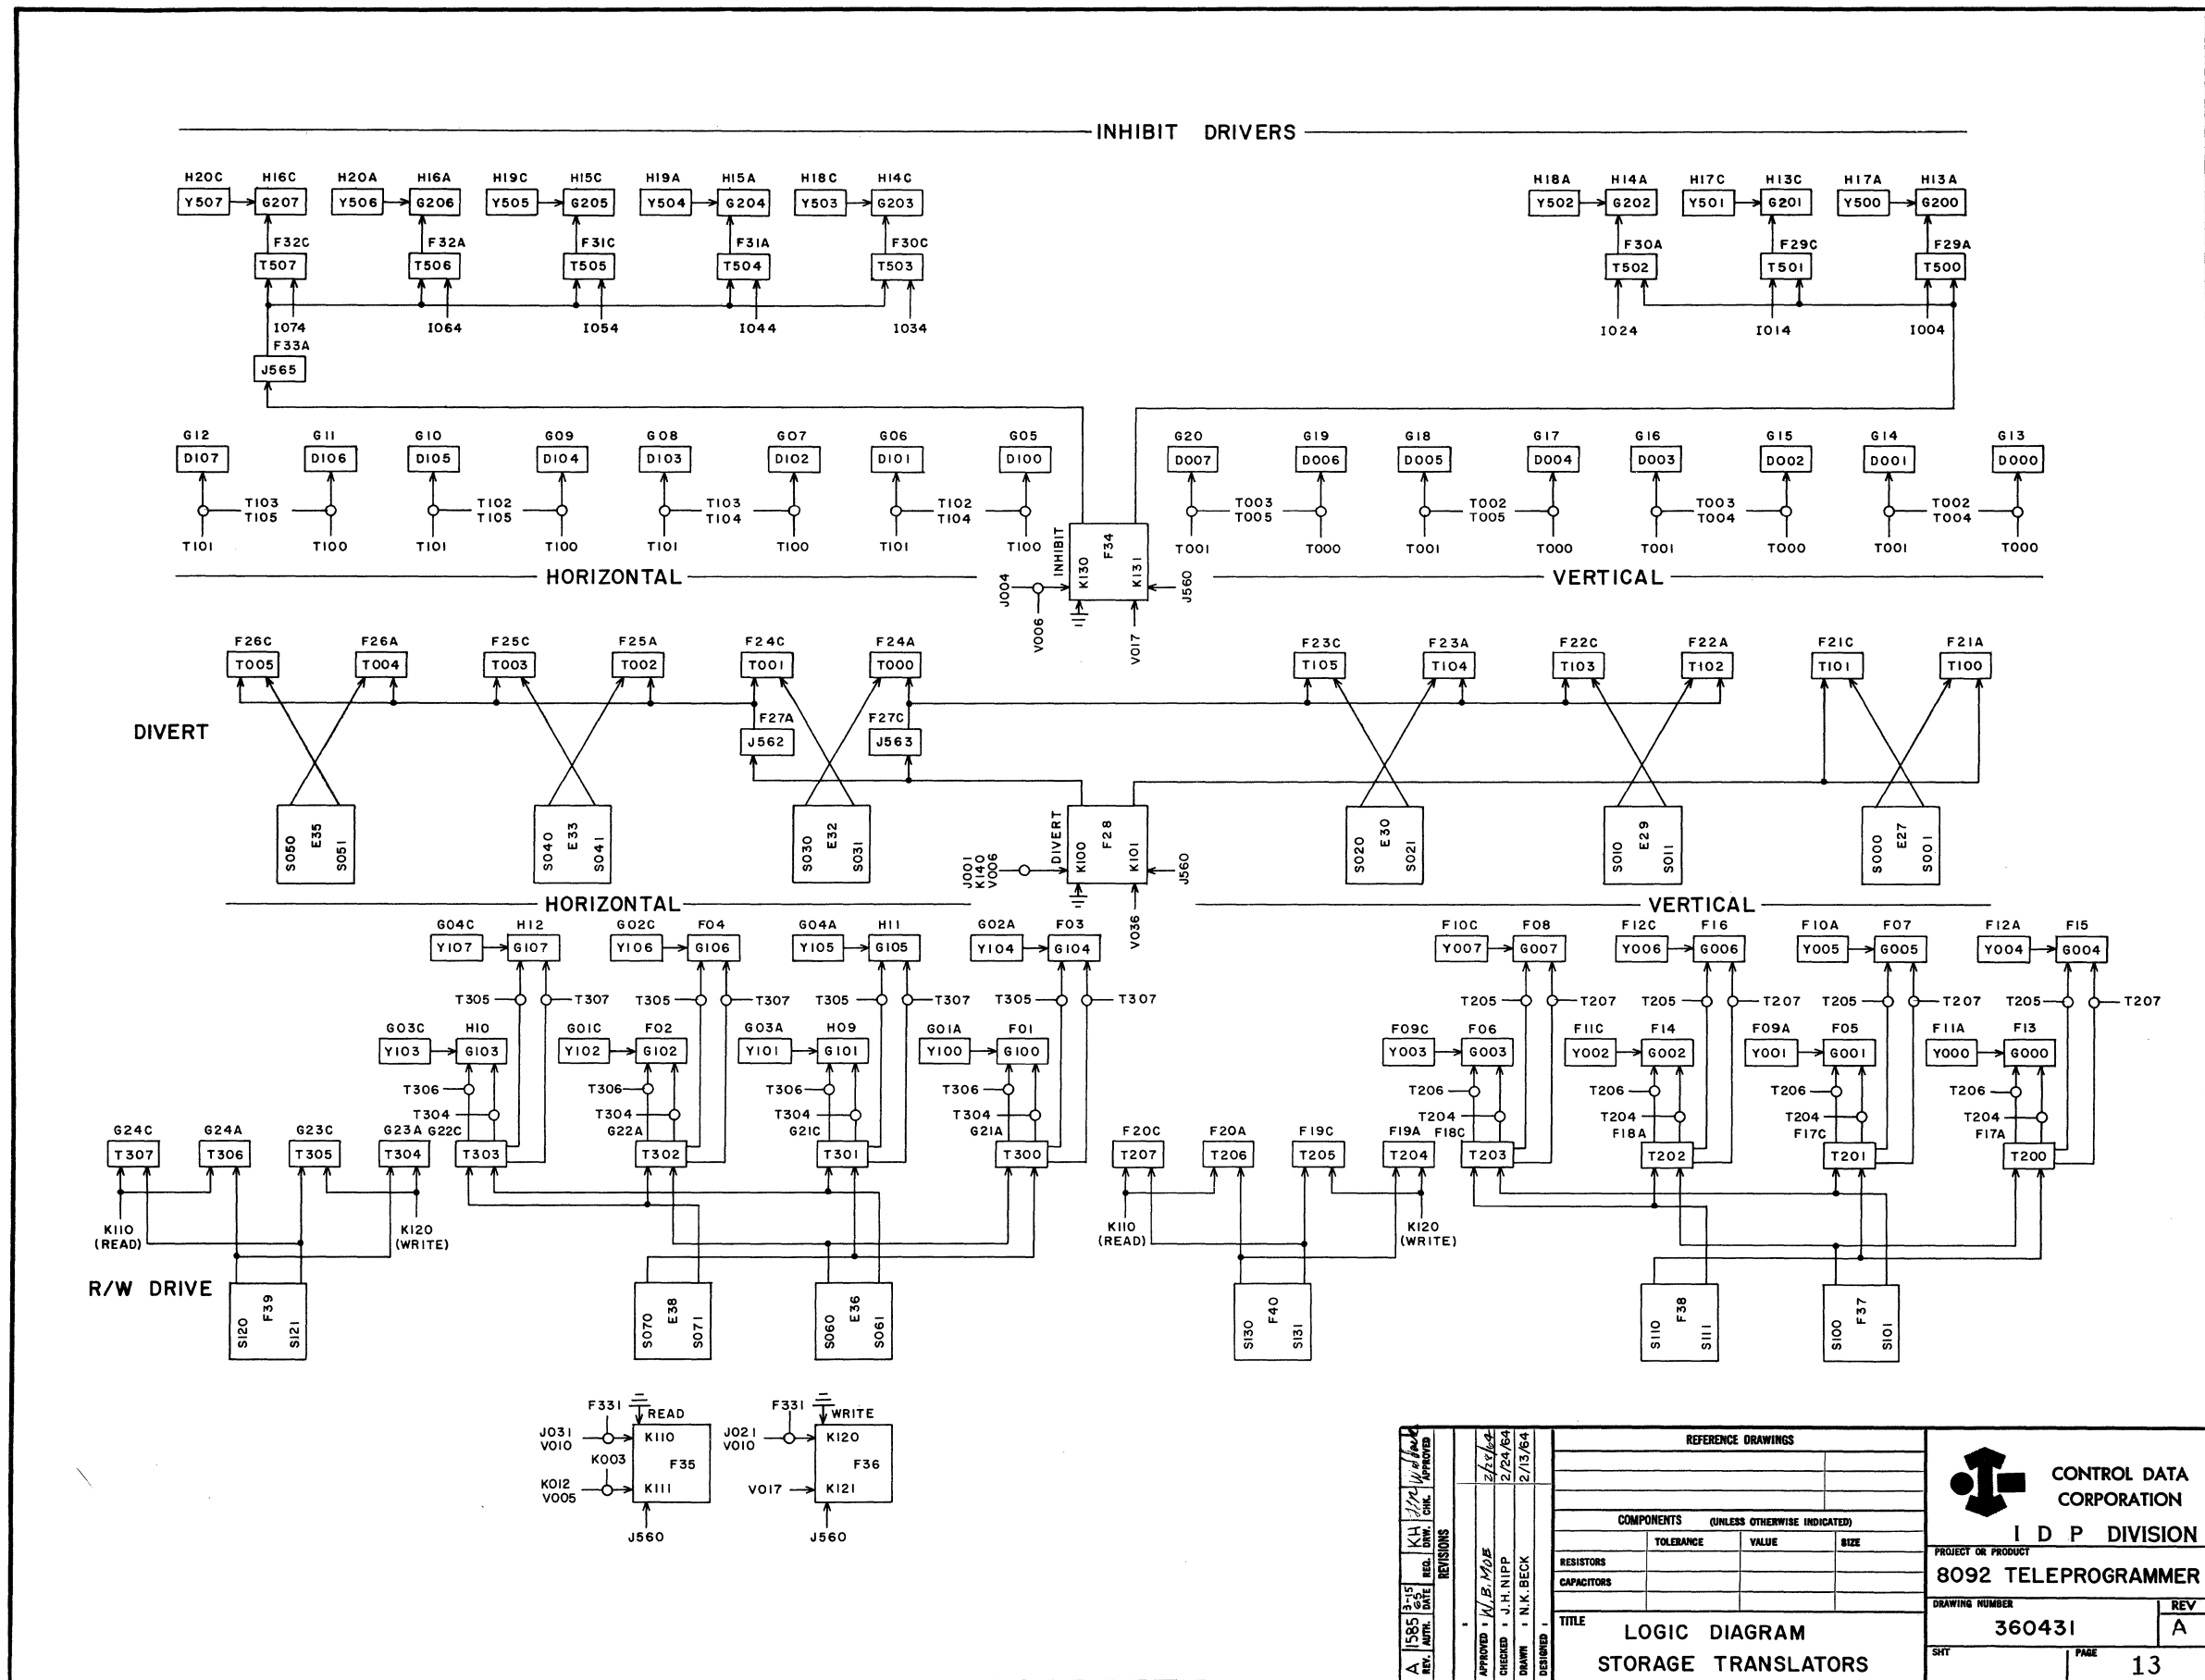 INHIBIT DRIVERS
H20C H16C H20A H16A H19C H15C H19A H15A H18C H14C H18A H14A H17C H13C H17A H13A
Y507 G207 Y506 G206 Y505 G205 Y504 G204 Y503 G203 Y502 G202 Y501 G201 Y500 G200
F32C F32A F31C F31A F30C F30A F29C F29A
T507 T506 T505 T504 T503 T502 T501 T500
I074 I064 I054 I044 I034 I024 I014 I004
F33A
J565
G12 G11 G10 G09 G08 G07 G06 G05 G20 G19 G18 G17 G16 G15 G14 G13
D107 D106 D105 D104 D103 D102 D101 D100 D007 D006 D005 D004 D003 D002 D001 D000
T103 T102 T103 T102 T003 T002 T003 T002
T105 T105 T104 T104 T005 T005 T004 T004
T101 T100 T101 T100 T101 T100 T101 T100 T001 T000 T001 T000 T001 T000 T001 T000
INHIBIT
K130 F34 K131
J004 V006 V017 J560
HORIZONTAL VERTICAL
F26C F26A F25C F25A F24C F24A F23C F23A F22C F22A F21C F21A
T005 T004 T003 T002 T001 T000 T105 T104 T103 T102 T101 T100
DIVERT
F27A F27C
J562 J563
S050 E35 S051 S040 E33 S041 S030 E32 S031 S020 E30 S021 S010 E29 S011 S000 E27 S001
DIVERT
K100 F28 K101
J001
K140
V006
J560
V036
HORIZONTAL VERTICAL
G04C H12 G02C F04 G04A H11 G02A F03 F10C F08 F12C F16 F10A F07 F12A F15
Y107 G107 Y106 G106 Y105 G105 Y104 G104 Y007 G007 Y006 G006 Y005 G005 Y004 G004
T305 T307 T305 T307 T305 T307 T305 T307 T205 T207 T205 T207 T205 T207 T205 T207
G03C H10 G01C F02 G03A H09 G01A F01 F09C F06 F11C F14 F09A F05 F11A F13
Y103 G103 Y102 G102 Y101 G101 Y100 G100 Y003 G003 Y002 G002 Y001 G001 Y000 G000
T306 T306 T306 T306 T206 T206 T206 T206
T304 T304 T304 T304 T204 T204 T204 T204
G24C G24A G23C G23A G22C G22A G21C G21A F20C F20A F19C F19A F18C F18A F17C F17A
T307 T306 T305 T304 T303 T302 T301 T300 T207 T206 T205 T204 T203 T202 T201 T200
K110 K120 K110 K120
(READ) (WRITE) (READ) (WRITE)
R/W DRIVE
S120 F39 S121 S070 E38 S071 S060 E36 S061 S130 F40 S131 S110 F38 S111 S100 F37 S101
F331 READ F331 WRITE
J031 K110 J021 K120
V010 V010
K003 F35 F36
K012 K111 V017 K121
V005
J560 J560
REVISIONS
A 1585 3-15 65 KH
REV. AUTH. DATE REQ. DRW. CHK. APPROVED
APPROVED : W.B. MOE 2/24/64
CHECKED : J.H. NIPP 2/24/64
DRAWN : N.K. BECK 2/13/64
DESIGNED :
REFERENCE DRAWINGS
COMPONENTS (UNLESS OTHERWISE INDICATED)
TOLERANCE VALUE SIZE
RESISTORS
CAPACITORS
TITLE
LOGIC DIAGRAM
STORAGE TRANSLATORS
CONTROL DATA
CORPORATION
I D P DIVISION
PROJECT OR PRODUCT
8092 TELEPROGRAMMER
DRAWING NUMBER REV
360431 A
SHT PAGE
13